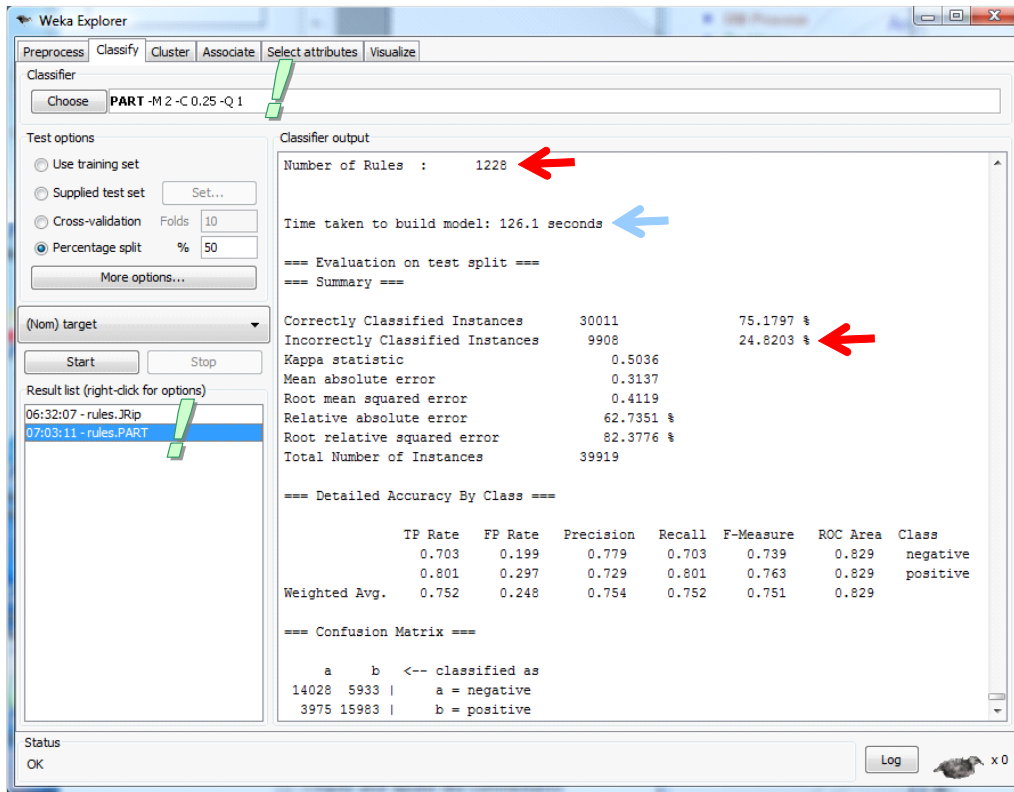 Weka Explorer
Preprocess Classify Cluster Associate Select attributes Visualize
Classifier
Choose PART -M 2 -C 0.25 -Q 1
Test options
Use training set
Supplied test set Set...
Cross-validation Folds 10
Percentage split % 50
More options...
(Nom) target
Start Stop
Result list (right-click for options)
06:32:07 - rules.JRip
07:03:11 - rules.PART
Classifier output
Number of Rules : 1228
Time taken to build model: 126.1 seconds
=== Evaluation on test split ===
=== Summary ===
Correctly Classified Instances 30011 75.1797 %
Incorrectly Classified Instances 9908 24.8203 %
Kappa statistic 0.5036
Mean absolute error 0.3137
Root mean squared error 0.4119
Relative absolute error 62.7351 %
Root relative squared error 82.3776 %
Total Number of Instances 39919
=== Detailed Accuracy By Class ===
TP Rate FP Rate Precision Recall F-Measure ROC Area Class
0.703 0.199 0.779 0.703 0.739 0.829 negative
0.801 0.297 0.729 0.801 0.763 0.829 positive
Weighted Avg. 0.752 0.248 0.754 0.752 0.751 0.829
=== Confusion Matrix ===
a b <-- classified as
14028 5933 | a = negative
3975 15983 | b = positive
Status
OK
Log x 0